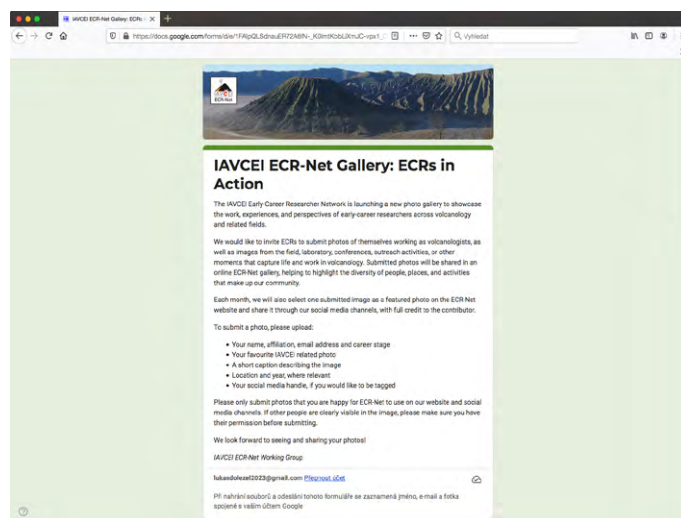 IAVCEI ECR-Net Gallery: ECRs i
Vyhledat
IAVCEI
ECR-Net
IAVCEI ECR-Net Gallery: ECRs in
Action
The IAVCEI Early-Career Researcher Network is launching a new photo gallery to showcase
the work, experiences, and perspectives of early-career researchers across volcanology
and related fields.
We would like to invite ECRs to submit photos of themselves working as volcanologists, as
well as images from the field, laboratory, conferences, outreach activities, or other
moments that capture life and work in volcanology. Submitted photos will be shared in an
online ECR-Net gallery, helping to highlight the diversity of people, places, and activities
that make up our community.
Each month, we will also select one submitted image as a featured photo on the ECR-Net
website and share it through our social media channels, with full credit to the contributor.
To submit a photo, please upload:
• Your name, affiliation, email address and career stage
• Your favourite IAVCEI related photo
• A short caption describing the image
• Location and year, where relevant
• Your social media handle, if you would like to be tagged
Please only submit photos that you are happy for ECR-Net to use on our website and social
media channels. If other people are clearly visible in the image, please make sure you have
their permission before submitting.
We look forward to seeing and sharing your photos!
IAVCEI ECR-Net Working Group
lukasdolezel2023@gmail.com Přepnout účet
Při nahrání souborů a odeslání tohoto formuláře se zaznamená jméno, e-mail a fotka
spojené s vaším účtem Google